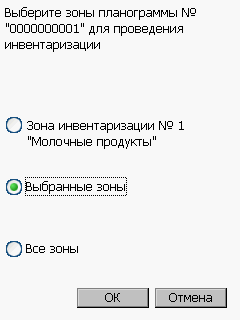 Выберите зоны планограммы №
"0000000001" для проведения
инвентаризации
Зона инвентаризации № 1
"Молочные продукты"
Выбранные зоны
Все зоны
ОК
Отмена